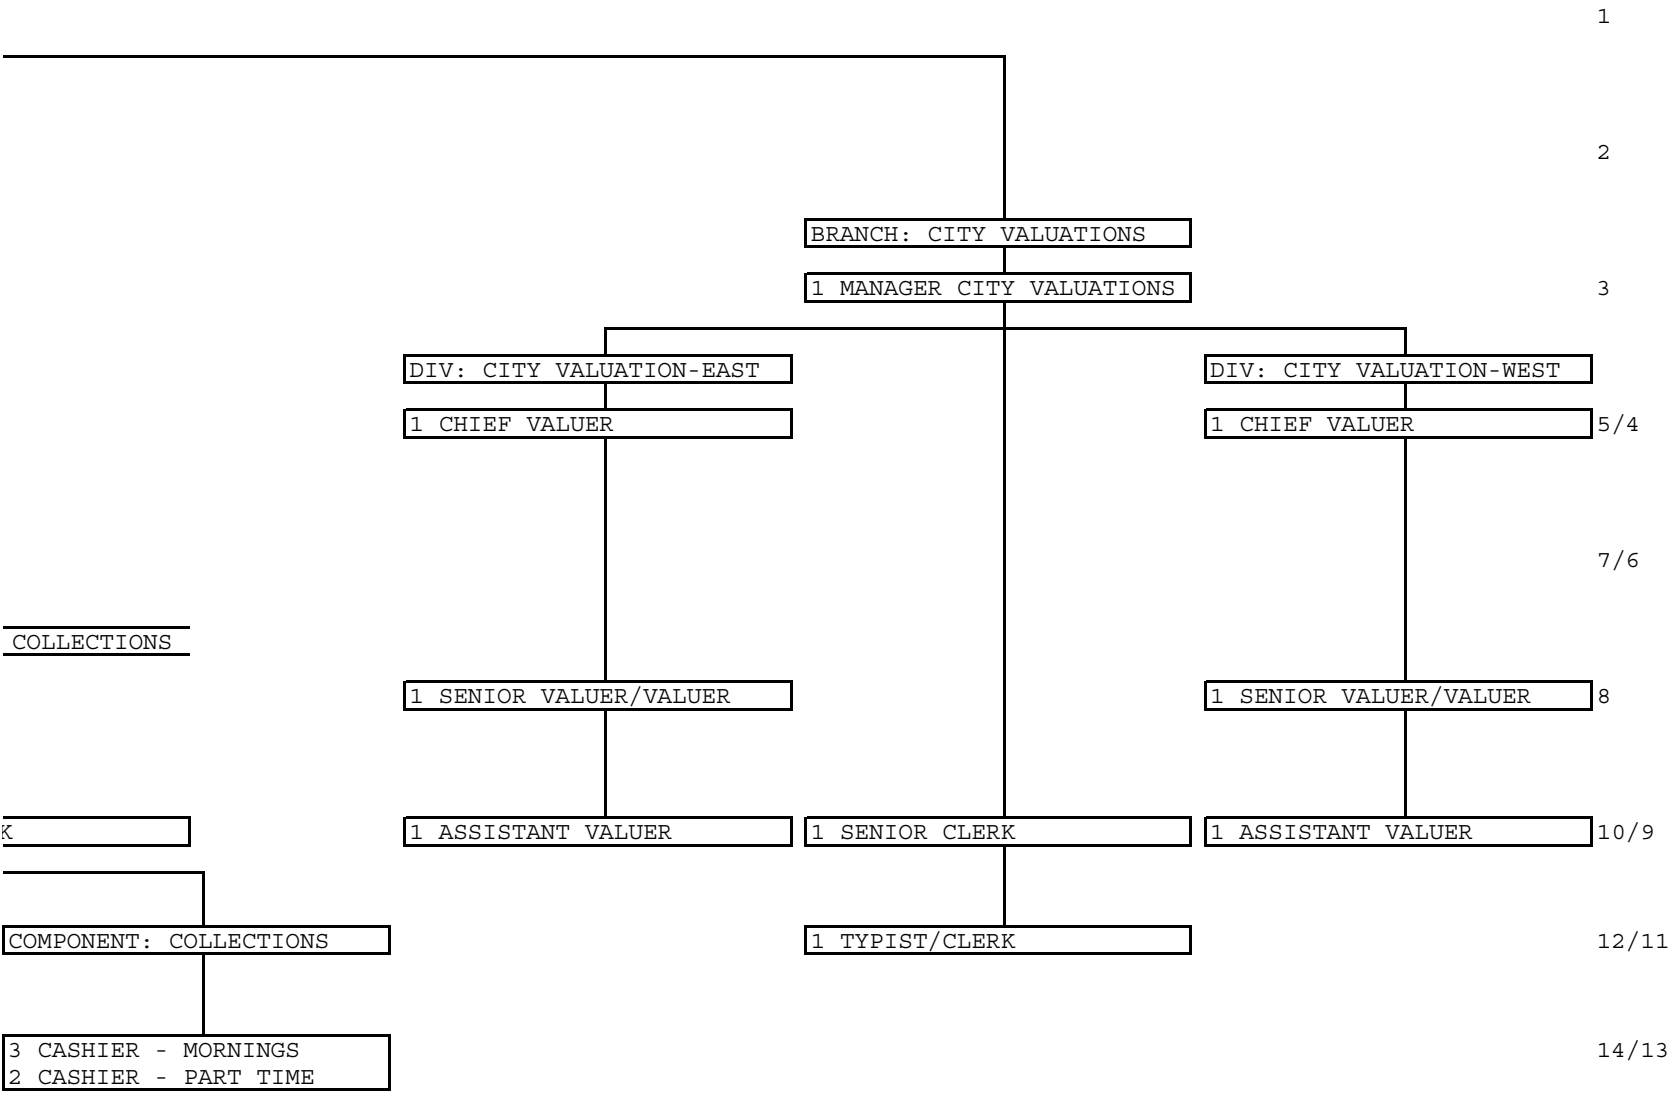 1
2
BRANCH: CITY VALUATIONS
1 MANAGER CITY VALUATIONS
3
DIV: CITY VALUATION-EAST
DIV: CITY VALUATION-WEST
1 CHIEF VALUER
1 CHIEF VALUER
5/4
7/6
COLLECTIONS
1 SENIOR VALUER/VALUER
1 SENIOR VALUER/VALUER
8
K
1 ASSISTANT VALUER
1 SENIOR CLERK
1 ASSISTANT VALUER
10/9
COMPONENT: COLLECTIONS
1 TYPIST/CLERK
12/11
3 CASHIER - MORNINGS
2 CASHIER - PART TIME
14/13